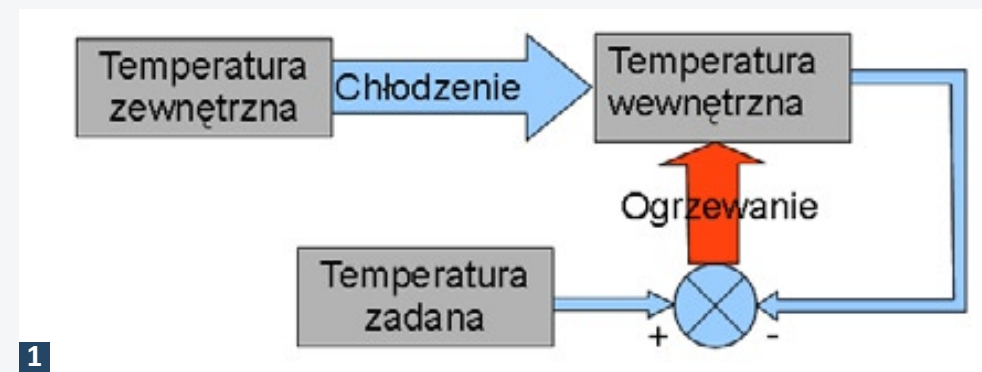 Temperatura
zewnętrzna
Chłodzenie
Temperatura
wewnętrzna
Ogrzewanie
Temperatura
zadana
+
-
1